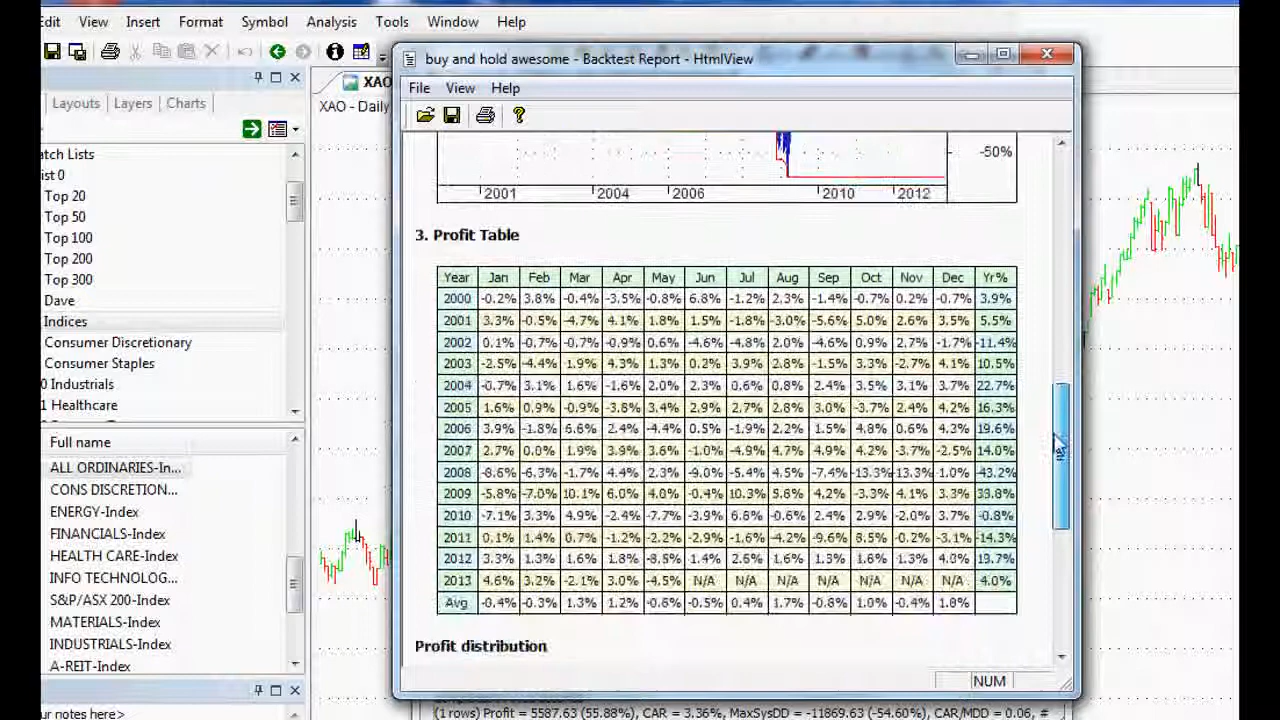 Edit View Insert Format Symbol Analysis Tools Window Help
buy and hold awesome - Backtest Report - HtmlView
File View Help
Layouts Layers Charts
XAO
XAO - Daily
atch Lists
ist 0
Top 20
Top 50
Top 100
Top 200
Top 300
Dave
Indices
Consumer Discretionary
Consumer Staples
0 Industrials
1 Healthcare
Full name
ALL ORDINARIES-In...
CONS DISCRETION...
ENERGY-Index
FINANCIALS-Index
HEALTH CARE-Index
INFO TECHNOLOG...
S&P/ASX 200-Index
MATERIALS-Index
INDUSTRIALS-Index
A-REIT-Index
our notes here>
-50%
2001 2004 2006 2010 2012
3. Profit Table
Year Jan Feb Mar Apr May Jun Jul Aug Sep Oct Nov Dec Yr%
2000 -0.2% 3.8% -0.4% -3.5% -0.8% 6.8% -1.2% 2.3% -1.4% -0.7% 0.2% -0.7% 3.9%
2001 3.3% -0.5% -4.7% 4.1% 1.8% 1.5% -1.8% -3.0% -5.6% 5.0% 2.6% 3.5% 5.5%
2002 0.1% -0.7% -0.7% -0.9% 0.6% -4.6% -4.8% 2.0% -4.6% 0.9% 2.7% -1.7% -11.4%
2003 -2.5% -4.4% 1.9% 4.3% 1.3% 0.2% 3.9% 2.8% -1.5% 3.3% -2.7% 4.1% 10.5%
2004 -0.7% 3.1% 1.6% -1.6% 2.0% 2.3% 0.6% 0.8% 2.4% 3.5% 3.1% 3.7% 22.7%
2005 1.6% 0.9% -0.9% -3.8% 3.4% 2.9% 2.7% 2.8% 3.0% -3.7% 2.4% 4.2% 16.3%
2006 3.9% -1.8% 6.6% 2.4% -4.4% 0.5% -1.9% 2.2% 1.5% 4.8% 0.6% 4.3% 19.6%
2007 2.7% 0.0% 1.9% 3.9% 3.6% -1.0% -4.9% 4.7% 4.9% 4.2% -3.7% -2.5% 14.0%
2008 -8.6% -6.3% -1.7% 4.4% 2.3% -9.0% -5.4% 4.5% -7.4% -13.3% -13.3% 1.0% -43.2%
2009 -5.8% -7.0% 10.1% 6.0% 4.0% -0.4% 10.3% 5.6% 4.2% -3.3% 4.1% 3.3% 33.8%
2010 -7.1% 3.3% 4.9% -2.4% -7.7% -3.9% 6.6% -0.6% 2.4% 2.9% -2.0% 3.7% -0.8%
2011 0.1% 1.4% 0.7% -1.2% -2.2% -2.9% -1.6% -4.2% -9.6% 8.5% -0.2% -3.1% -14.3%
2012 3.3% 1.3% 1.6% 1.8% -8.5% 1.4% 2.6% 1.6% 1.3% 1.6% 1.3% 4.0%
2013 4.6% 3.2% -2.1% 3.0% -4.5% N/A N/A N/A N/A N/A N/A N/A 4.0%
Avg -0.4% -0.3% 1.3% 1.2% -0.6% -0.5% 0.4% 1.7% -0.8% 1.0% -0.4% 1.8%
Profit distribution
NUM
(1 rows) Profit = 5587.63 (55.88%), CAR = 3.36%, MaxSysDD = -11869.63 (-54.60%), CAR/MDD = 0.06, #